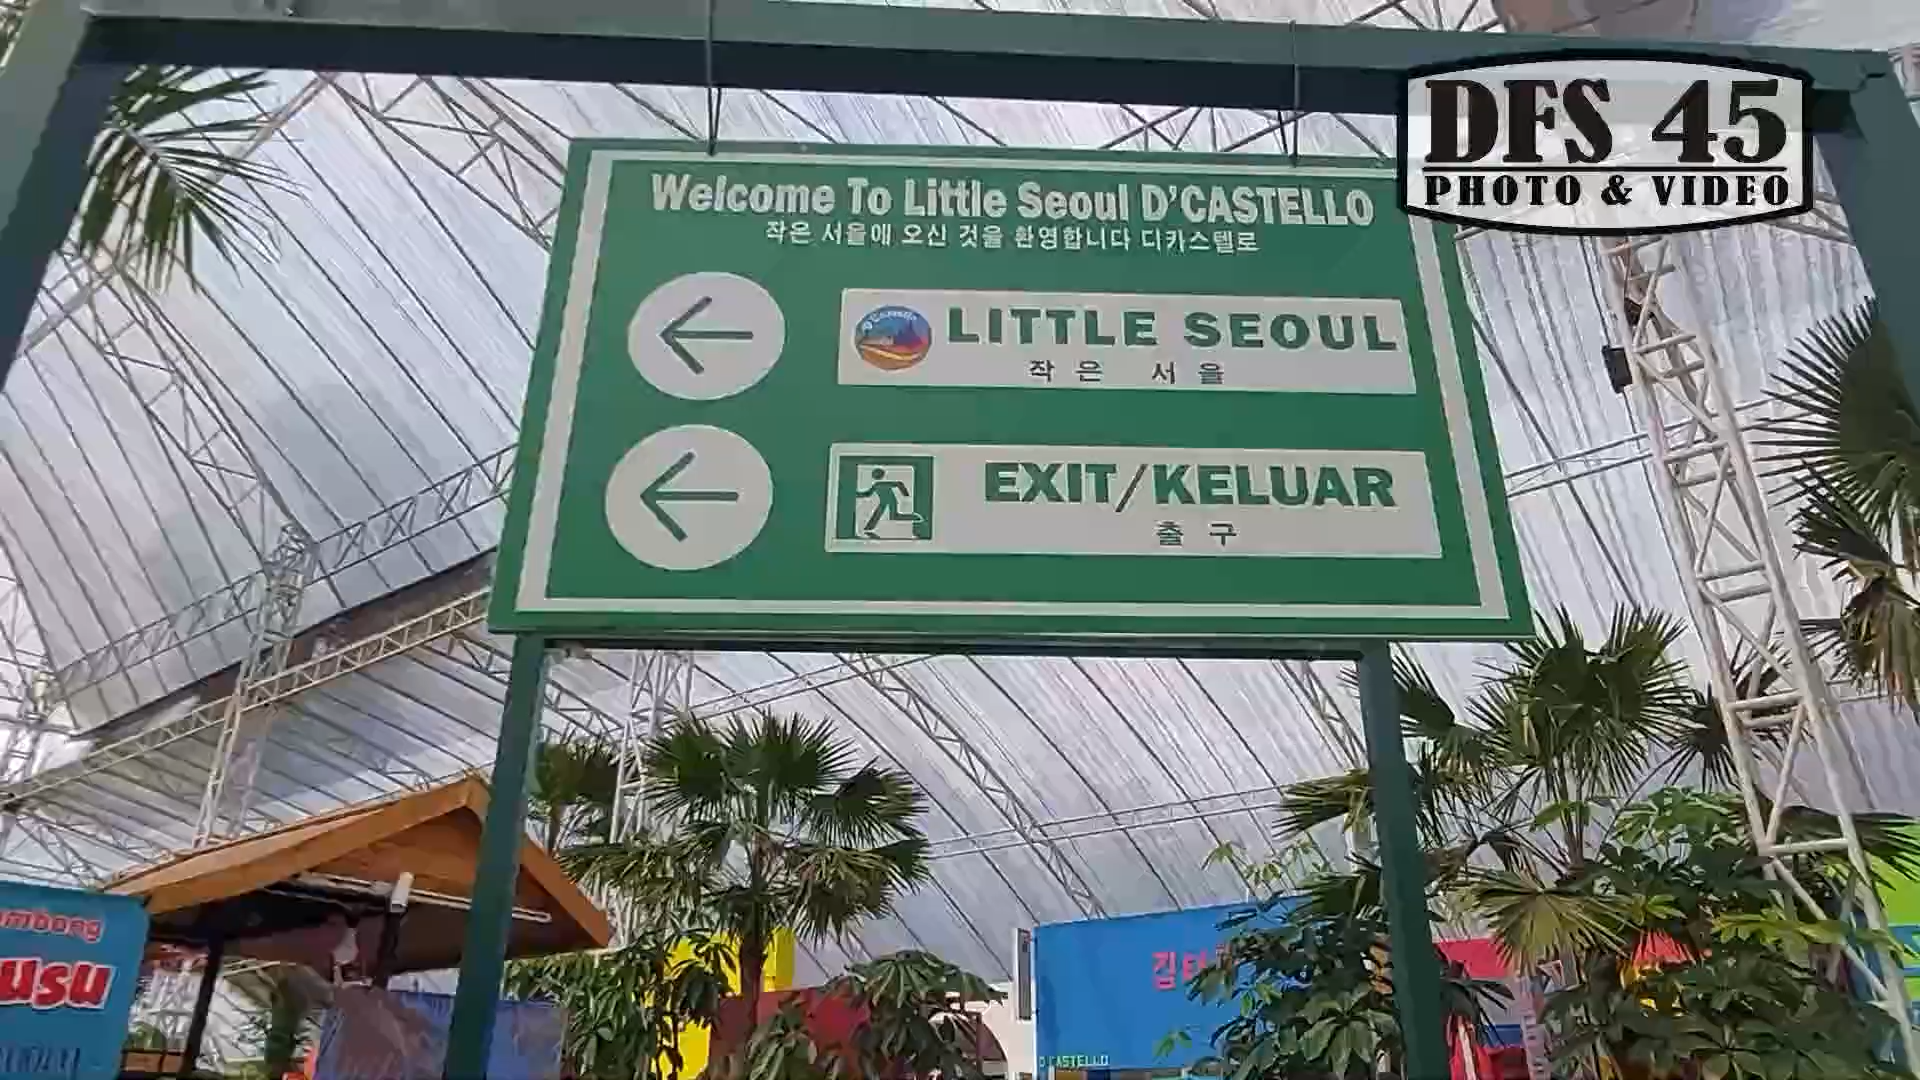 DFS 45
PHOTO & VIDEO
Welcome To Little Seoul D'CASTELLO
작은 서울에 오신 것을 환영합니다 디카스텔로
LITTLE SEOUL
작은 서울
EXIT/KELUAR
출구
D'CASTELLO